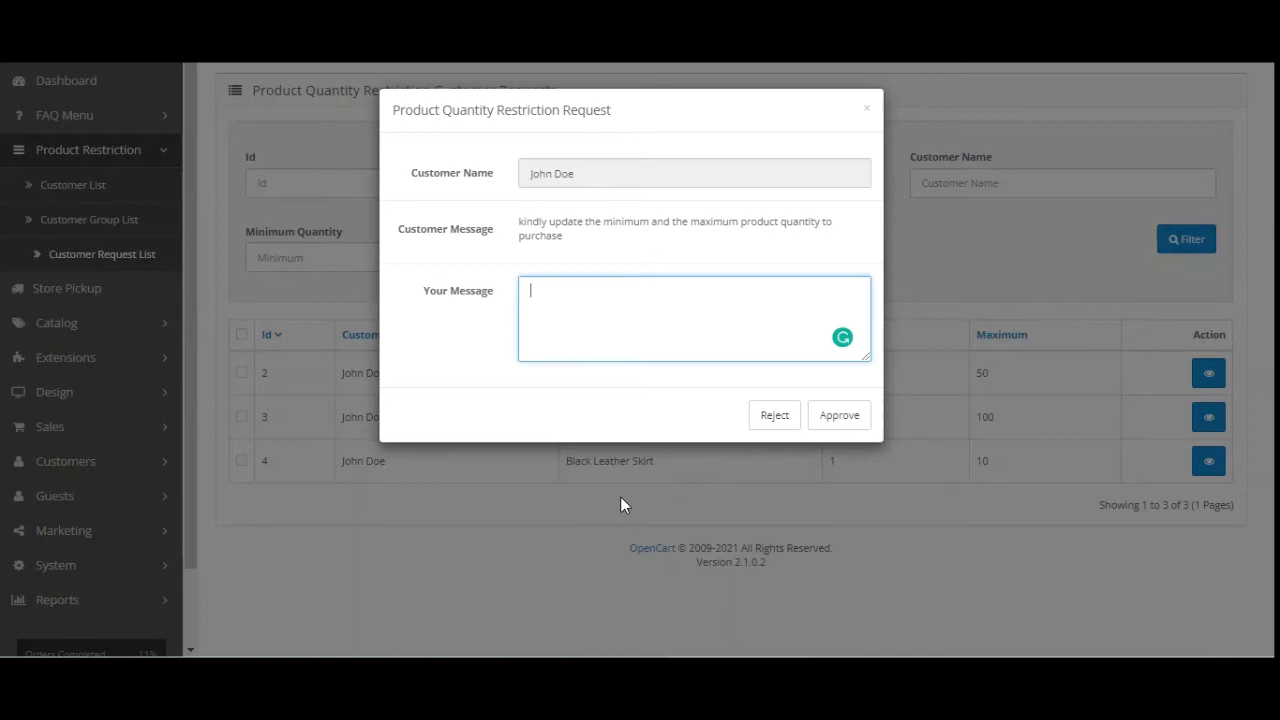 Dashboard
FAQ Menu
Product Restriction
Customer List
Customer Group List
Customer Request List
Store Pickup
Catalog
Extensions
Design
Sales
Customers
Guests
Marketing
System
Reports
Orders Completed 11%
Product Quantity Restriction Customer Requests
Id
Id
Minimum Quantity
Minimum
Customer Name
Customer Name
Filter
Product Quantity Restriction Request
×
Customer Name John Doe
Customer Message kindly update the minimum and the maximum product quantity to
purchase
Your Message
Reject Approve
Id Maximum Action
2 John 50
3 John 100
4 John Doe Black Leather Skirt 1 10
Showing 1 to 3 of 3 (1 Pages)
OpenCart © 2009-2021 All Rights Reserved.
Version 2.1.0.2